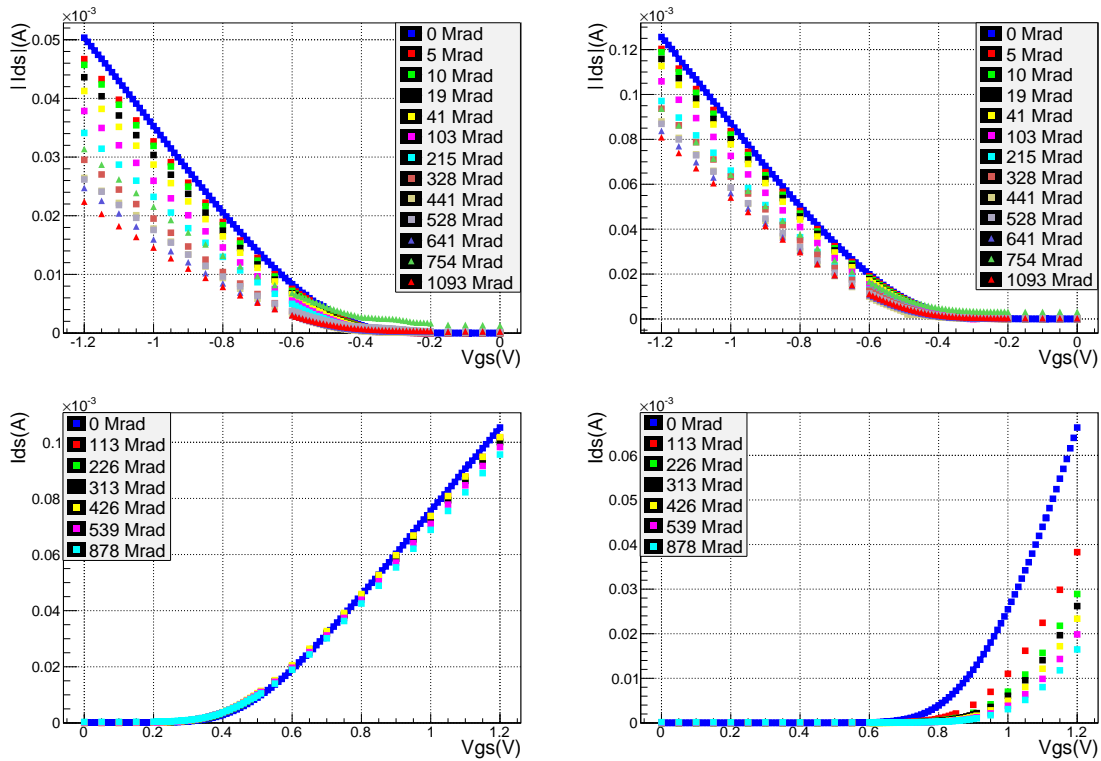 ×10⁻³
| Ids|(A)
0.05
0.04
0.03
0.02
0.01
0
0 Mrad
5 Mrad
10 Mrad
19 Mrad
41 Mrad
103 Mrad
215 Mrad
328 Mrad
441 Mrad
528 Mrad
641 Mrad
754 Mrad
1093 Mrad
-1.2 -1 -0.8 -0.6 -0.4 -0.2 0
Vgs(V)
×10⁻³
| Ids|(A)
0.12
0.1
0.08
0.06
0.04
0.02
0
0 Mrad
5 Mrad
10 Mrad
19 Mrad
41 Mrad
103 Mrad
215 Mrad
328 Mrad
441 Mrad
528 Mrad
641 Mrad
754 Mrad
1093 Mrad
-1.2 -1 -0.8 -0.6 -0.4 -0.2 0
Vgs(V)
×10⁻³
Ids(A)
0.1
0.08
0.06
0.04
0.02
0
0 Mrad
113 Mrad
226 Mrad
313 Mrad
426 Mrad
539 Mrad
878 Mrad
0 0.2 0.4 0.6 0.8 1 1.2
Vgs(V)
×10⁻³
Ids(A)
0.07
0.06
0.05
0.04
0.03
0.02
0.01
0
0 Mrad
113 Mrad
226 Mrad
313 Mrad
426 Mrad
539 Mrad
878 Mrad
0 0.2 0.4 0.6 0.8 1 1.2
Vgs(V)